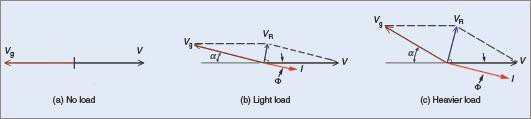 Vg V
(a) No load
Vg VR
α V
Φ I
(b) Light load
Vg VR
α V
Φ I
(c) Heavier load